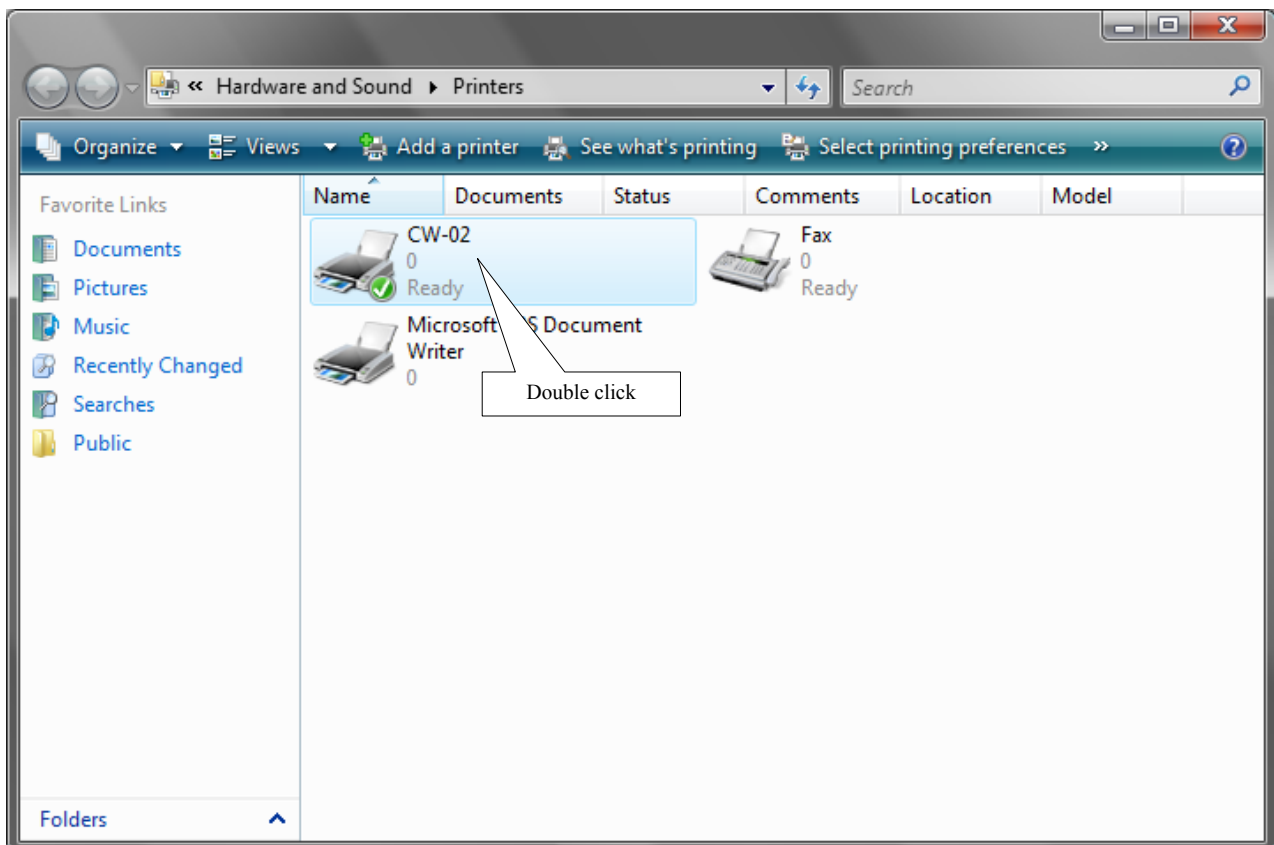 « Hardware and Sound Printers
Search
Organize Views Add a printer See what's printing Select printing preferences »
Favorite Links
Documents
Pictures
Music
Recently Changed
Searches
Public
Folders
Name Documents Status Comments Location Model
CW-02
0
Ready
Fax
0
Ready
Microsoft S Document
Writer
0
Double click